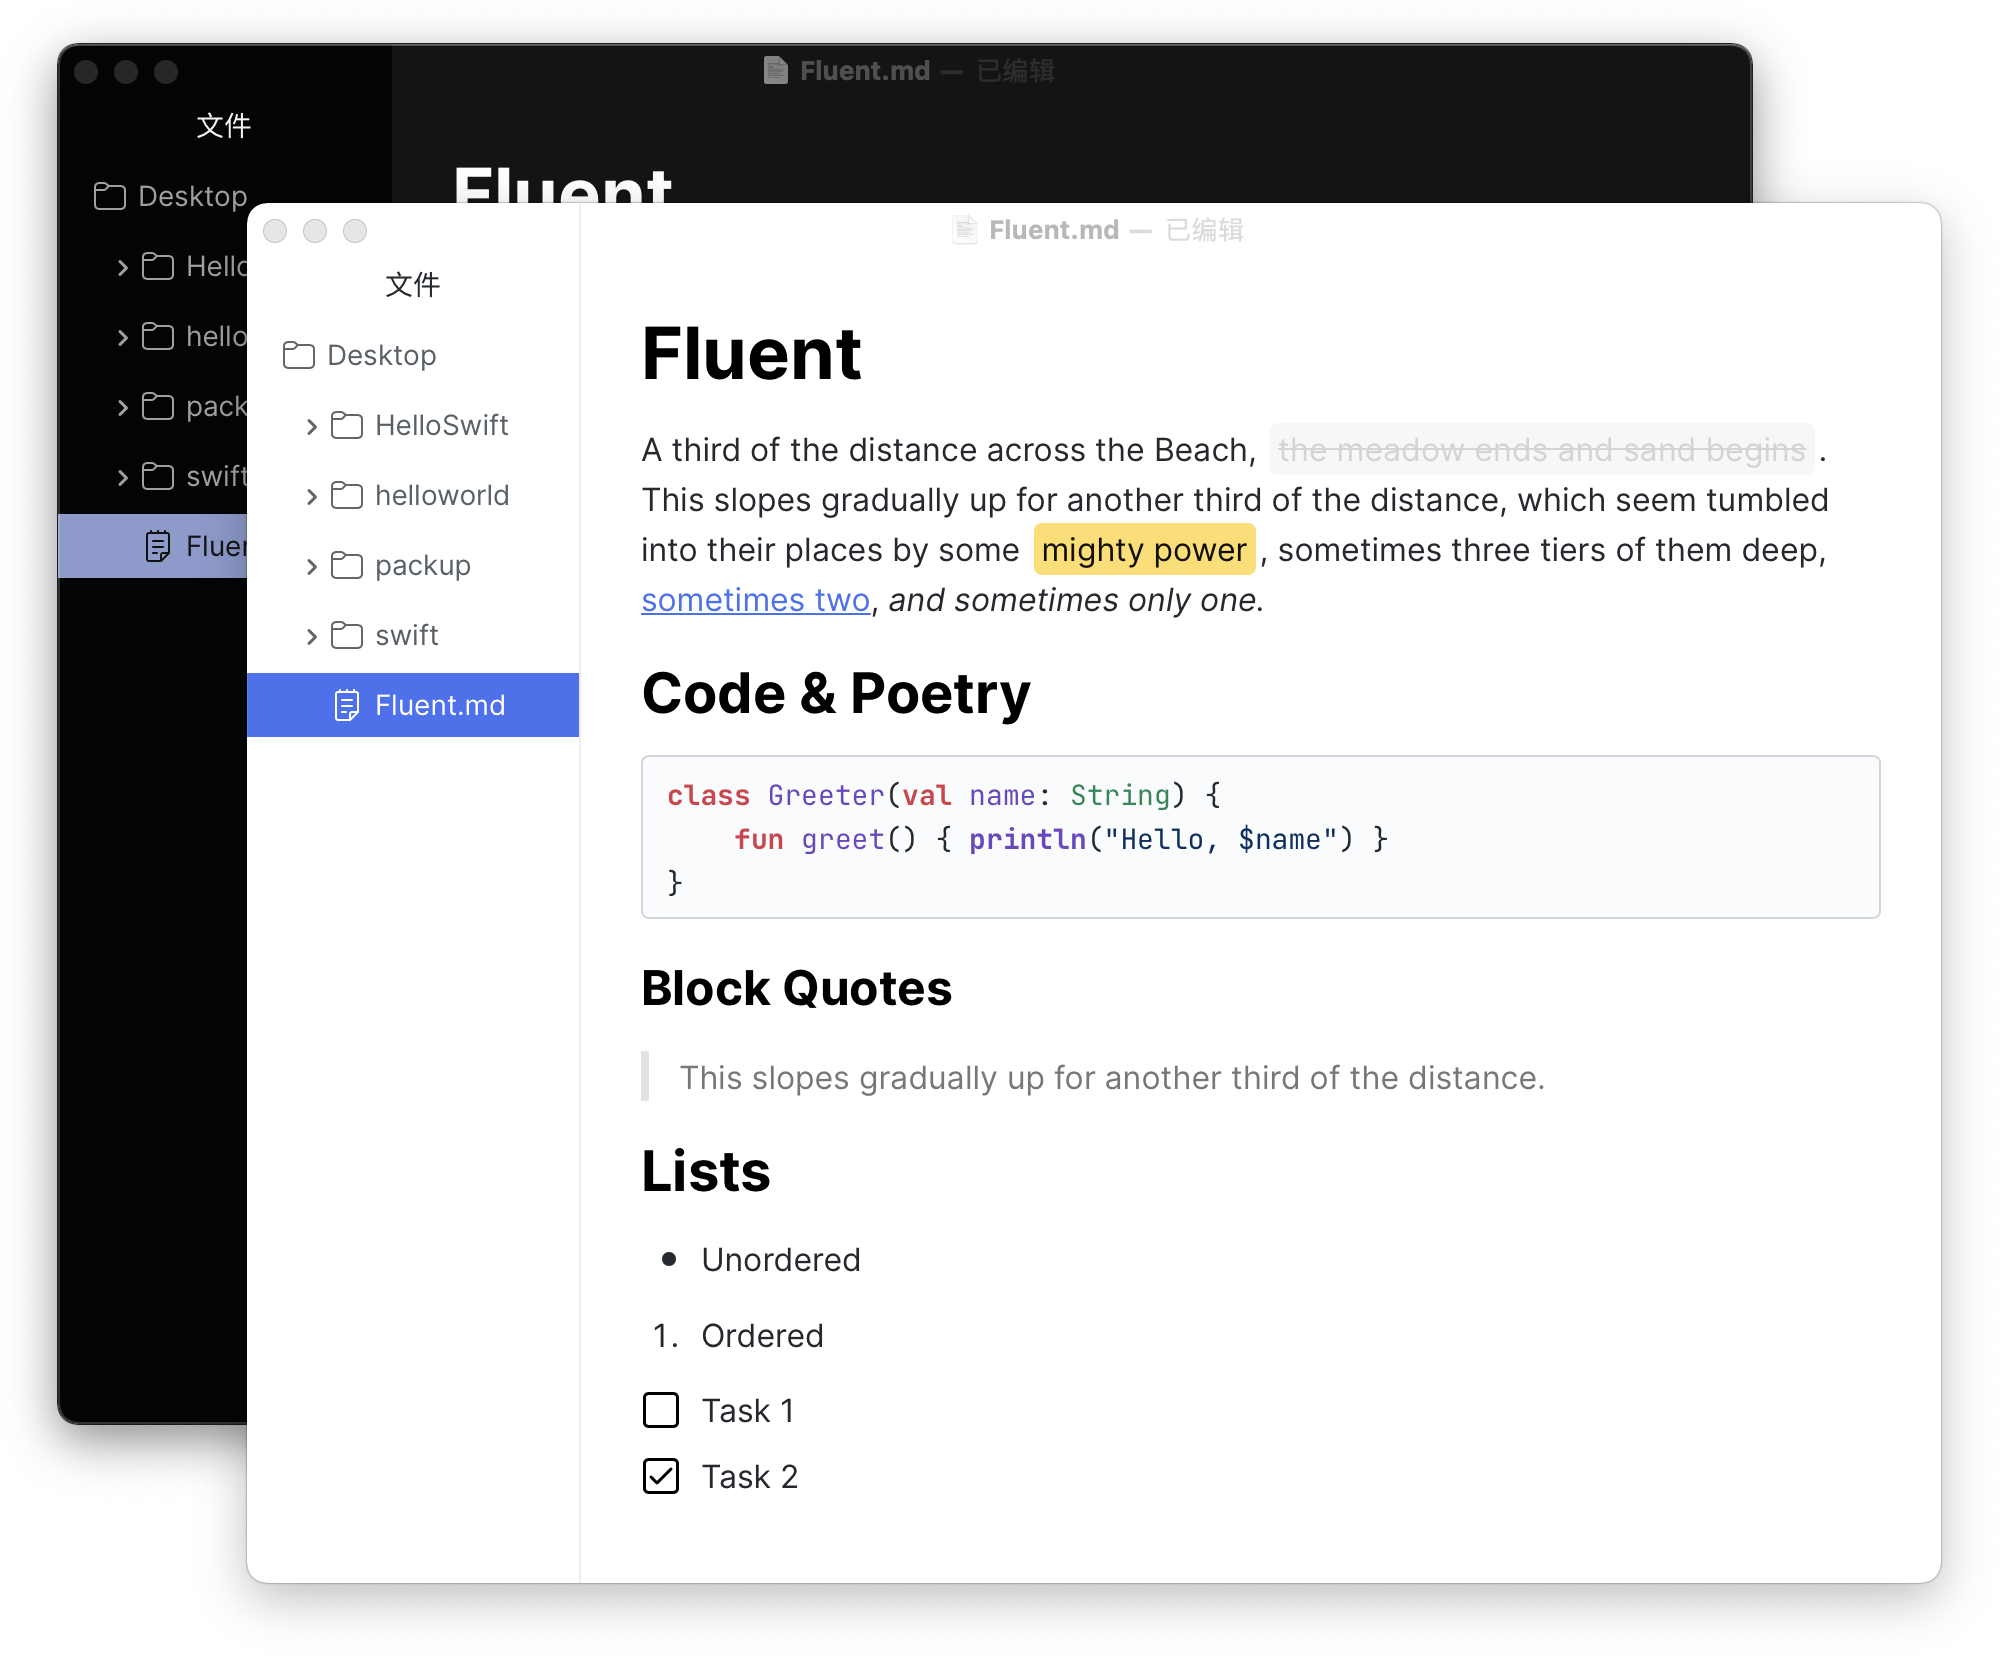 Fluent.md — 已编辑
文件
Fluent
Desktop
Hello
hello
pack
swift
Fluen
Fluent.md — 已编辑
文件
Desktop
HelloSwift
helloworld
packup
swift
Fluent.md
Fluent
A third of the distance across the Beach, the meadow ends and sand begins .
This slopes gradually up for another third of the distance, which seem tumbled
into their places by some mighty power , sometimes three tiers of them deep,
sometimes two, and sometimes only one.
Code & Poetry
class Greeter(val name: String) {
    fun greet() { println("Hello, $name") }
}
Block Quotes
This slopes gradually up for another third of the distance.
Lists
Unordered
1. Ordered
Task 1
Task 2